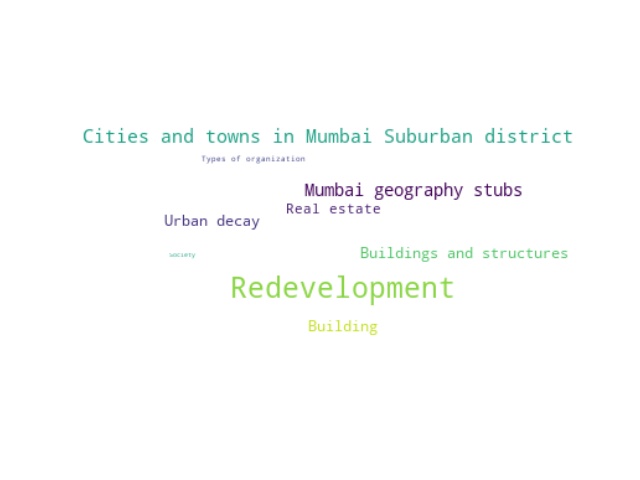 Cities and towns in Mumbai Suburban district
Types of organization
Mumbai geography stubs
Real estate
Urban decay
Buildings and structures
society
Redevelopment
Building